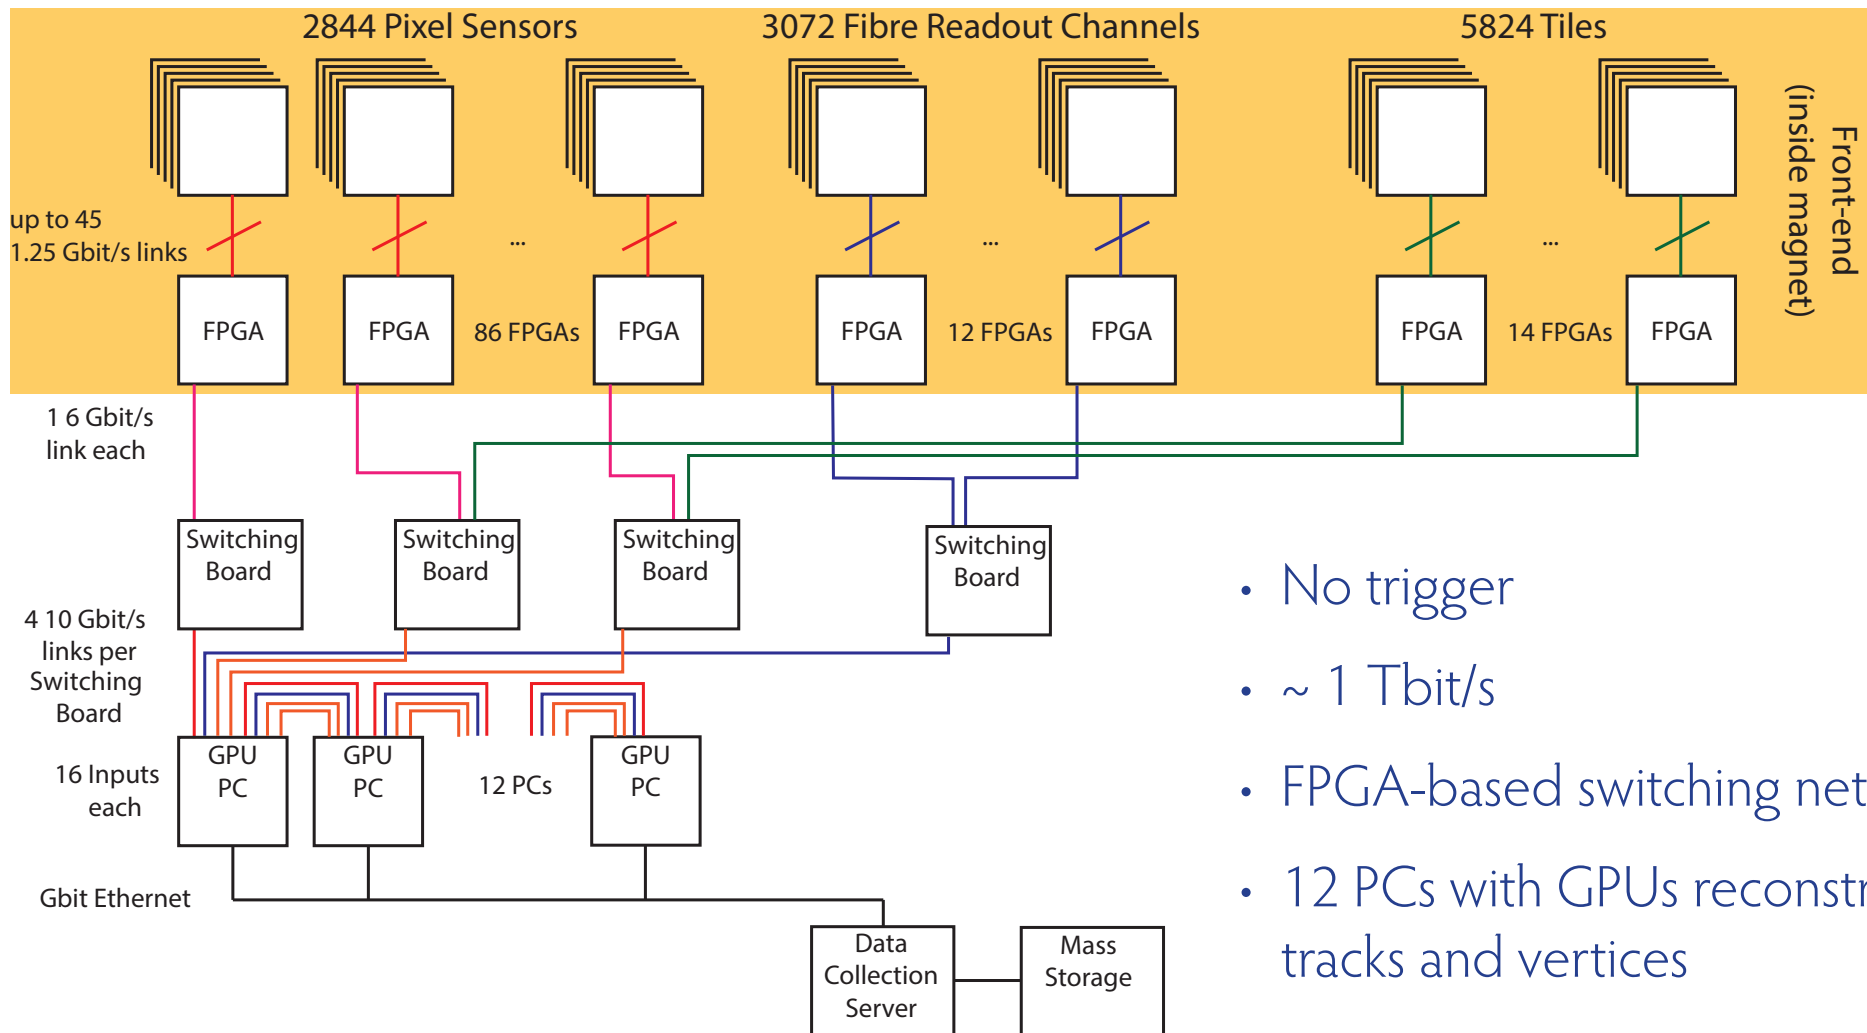 2844 Pixel Sensors
3072 Fibre Readout Channels
5824 Tiles
Front-end
(inside magnet)
up to 45
1.25 Gbit/s links
...
...
...
FPGA
FPGA
86 FPGAs
FPGA
FPGA
12 FPGAs
FPGA
FPGA
14 FPGAs
FPGA
1 6 Gbit/s
link each
Switching
Board
Switching
Board
Switching
Board
Switching
Board
4 10 Gbit/s
links per
Switching
Board
16 Inputs
each
GPU
PC
GPU
PC
12 PCs
GPU
PC
Gbit Ethernet
Data
Collection
Server
Mass
Storage
• No trigger
• ~ 1 Tbit/s
• FPGA-based switching net
• 12 PCs with GPUs reconstr
tracks and vertices